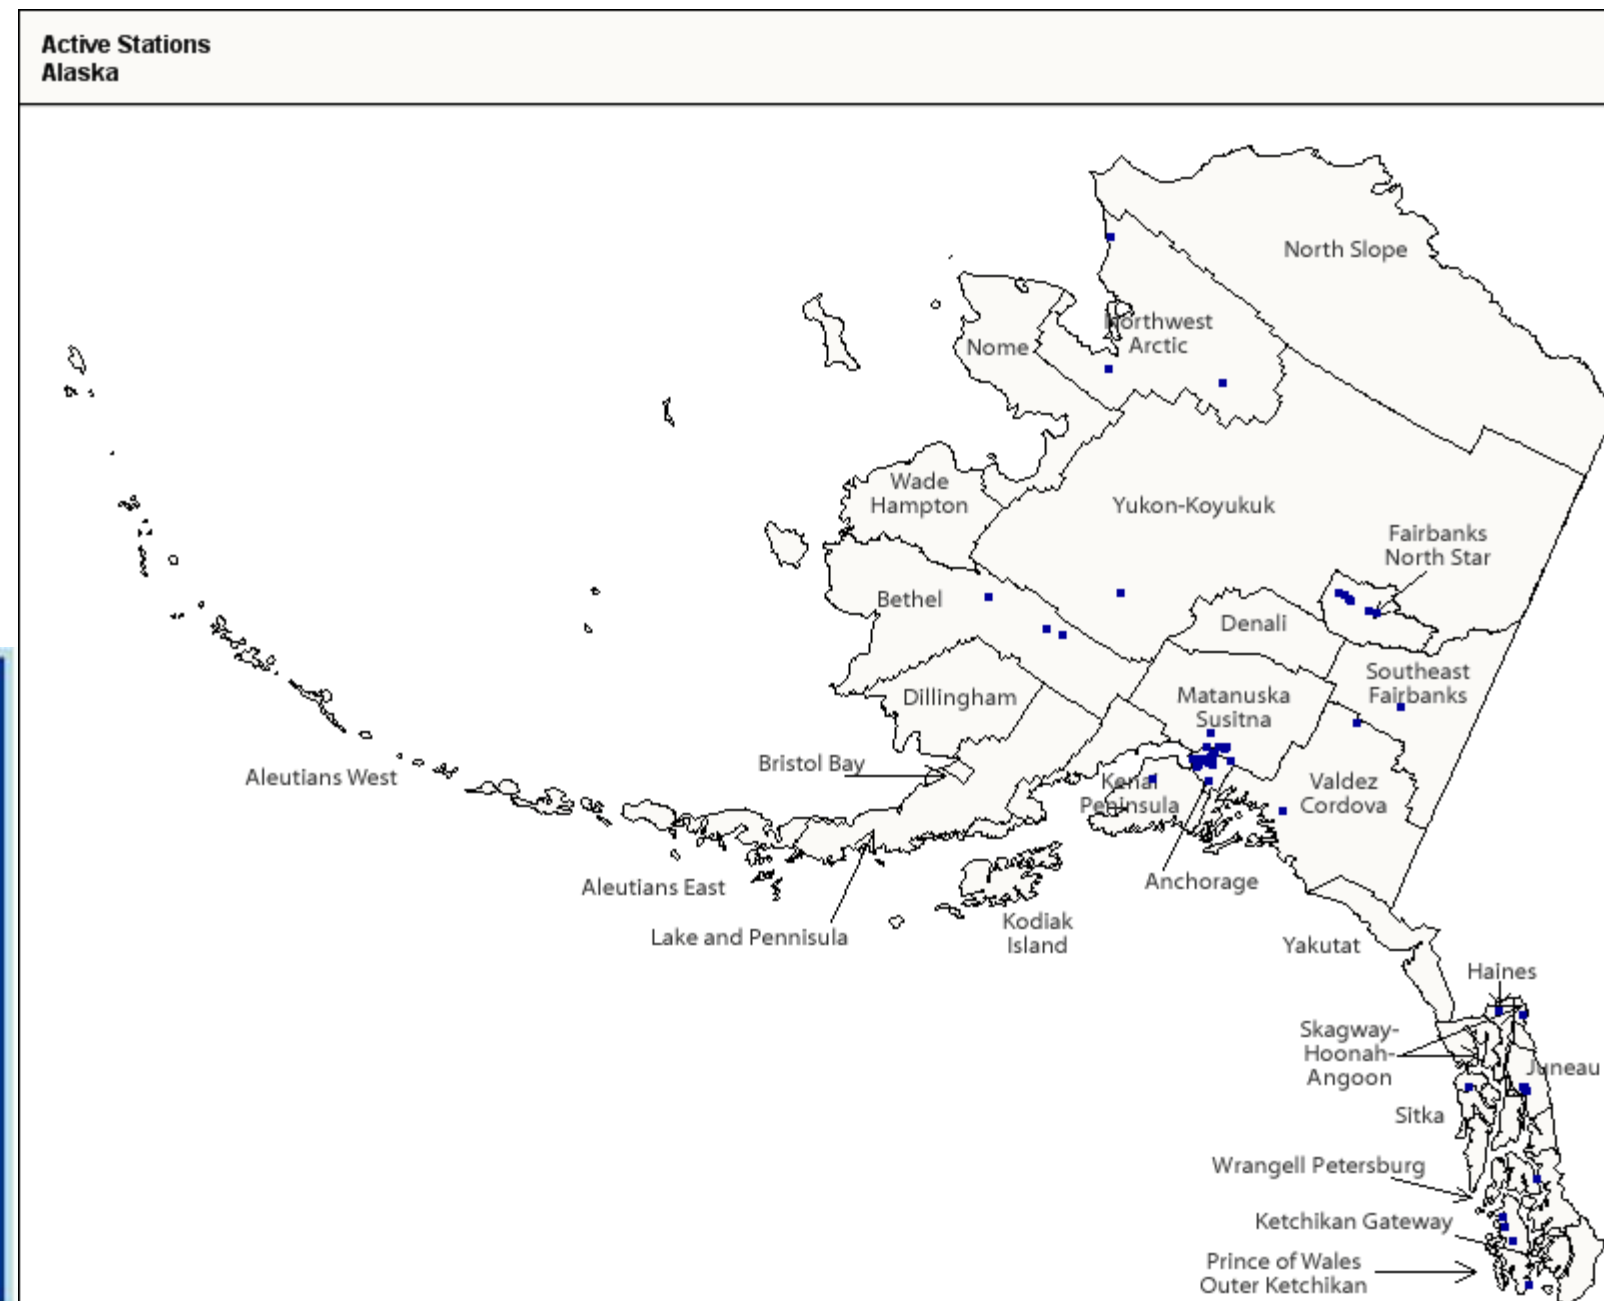 Active Stations
Alaska
North Slope
Northwest
Arctic
Nome
Wade
Hampton
Yukon-Koyukuk
Fairbanks
North Star
Bethel
Denali
Southeast
Fairbanks
Dillingham
Matanuska
Susitna
Bristol Bay
Aleutians West
Kenai
Peninsula
Valdez
Cordova
Aleutians East
Anchorage
Lake and Pennisula
Kodiak
Island
Yakutat
Haines
Skagway-
Hoonah-
Angoon
Juneau
Sitka
Wrangell Petersburg
Ketchikan Gateway
Prince of Wales
Outer Ketchikan